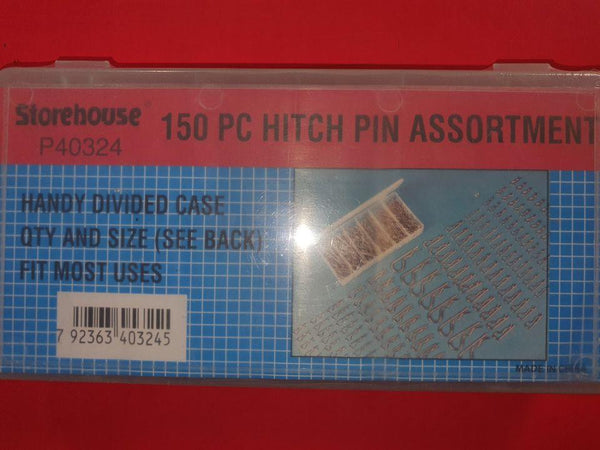 Storehouse®
150 PC HITCH PIN ASSORTMENT
P40324
HANDY DIVIDED CASE
QTY AND SIZE (SEE BACK)
FIT MOST USES
7 92363 403245
MADE IN CHINA